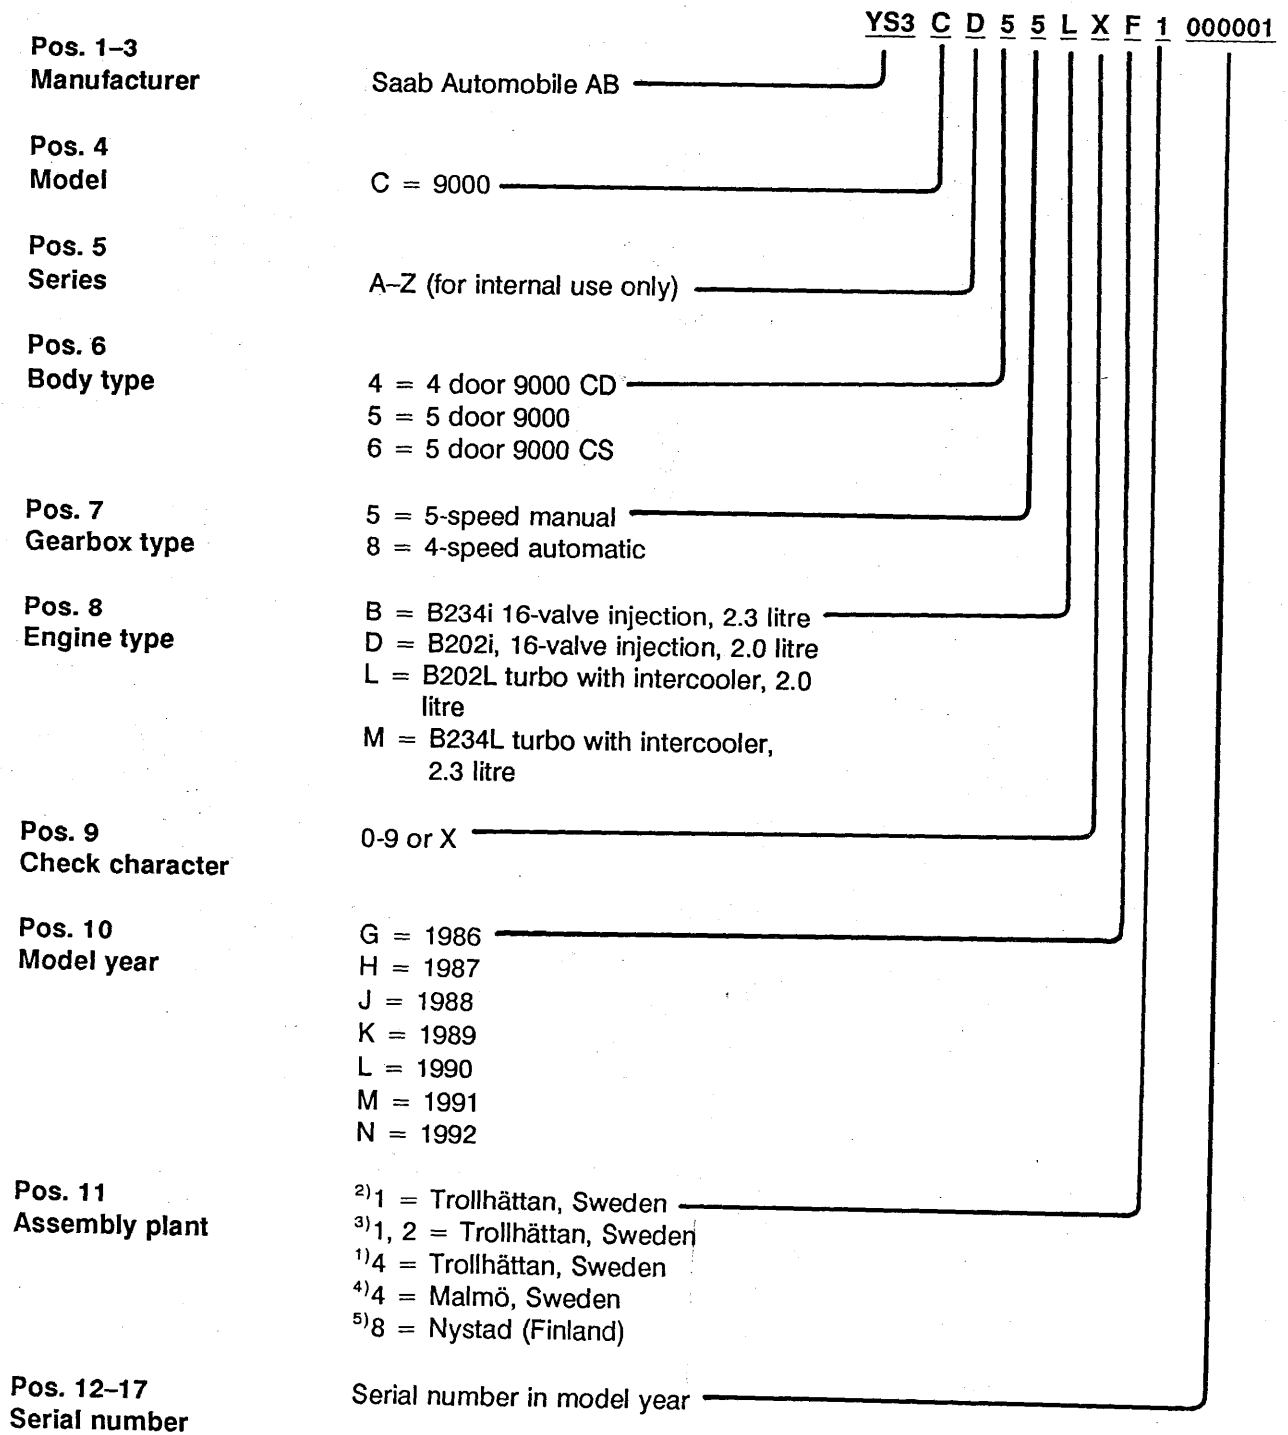 YS3 C D 5 5 L X F 1 000001
Pos. 1–3
Manufacturer
Saab Automobile AB
Pos. 4
Model
C = 9000
Pos. 5
Series
A–Z (for internal use only)
Pos. 6
Body type
4 = 4 door 9000 CD
5 = 5 door 9000
6 = 5 door 9000 CS
Pos. 7
Gearbox type
5 = 5-speed manual
8 = 4-speed automatic
Pos. 8
Engine type
B = B234i 16-valve injection, 2.3 litre
D = B202i, 16-valve injection, 2.0 litre
L = B202L turbo with intercooler, 2.0
litre
M = B234L turbo with intercooler,
2.3 litre
Pos. 9
Check character
0-9 or X
Pos. 10
Model year
G = 1986
H = 1987
J = 1988
K = 1989
L = 1990
M = 1991
N = 1992
Pos. 11
Assembly plant
2)1 = Trollhättan, Sweden
3)1, 2 = Trollhättan, Sweden
1)4 = Trollhättan, Sweden
4)4 = Malmö, Sweden
5)8 = Nystad (Finland)
Pos. 12–17
Serial number
Serial number in model year